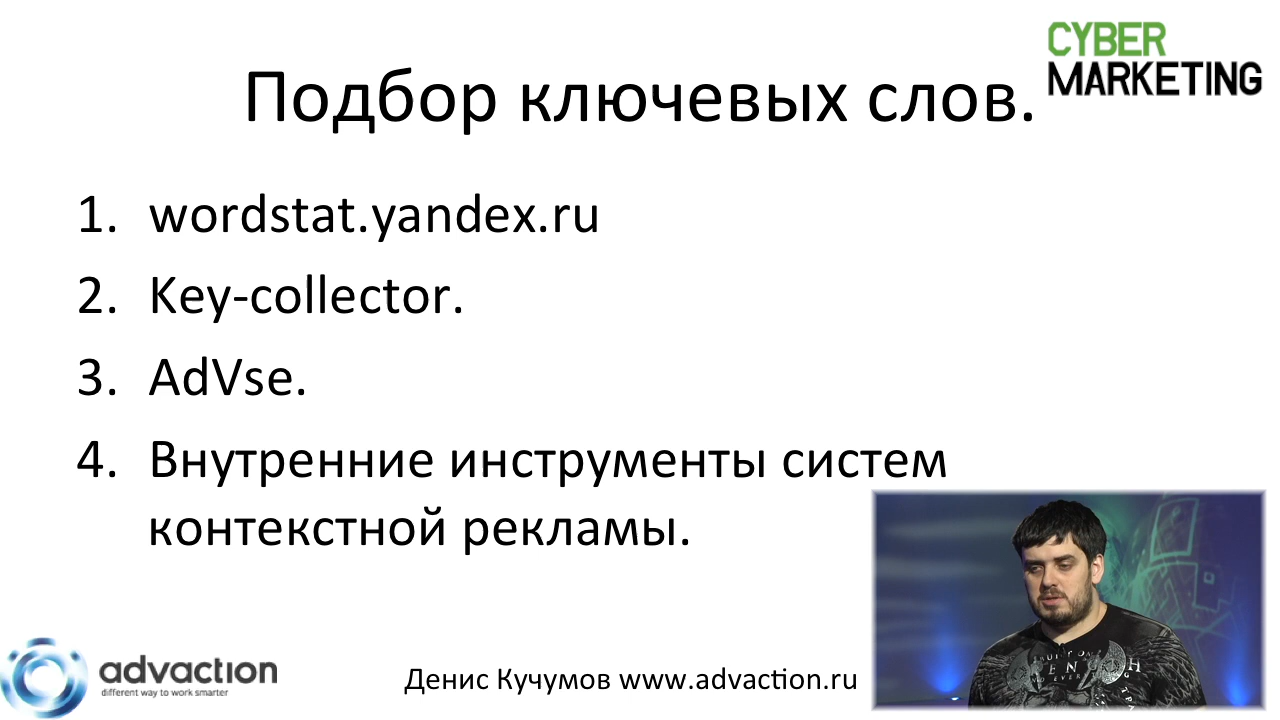 CYBER
MARKETING
Подбор ключевых слов.
1. wordstat.yandex.ru
2. Key-collector.
3. AdVse.
4. Внутренние инструменты систем
контекстной рекламы.
advaction
different way to work smarter
Денис Кучумов www.advaction.ru